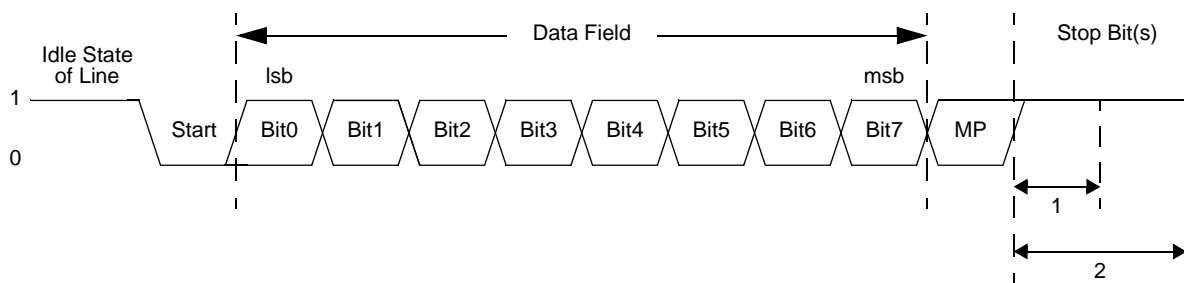 Data Field
Stop Bit(s)
Idle State
of Line
lsb
msb
1
Start
Bit0
Bit1
Bit2
Bit3
Bit4
Bit5
Bit6
Bit7
MP
0
1
2